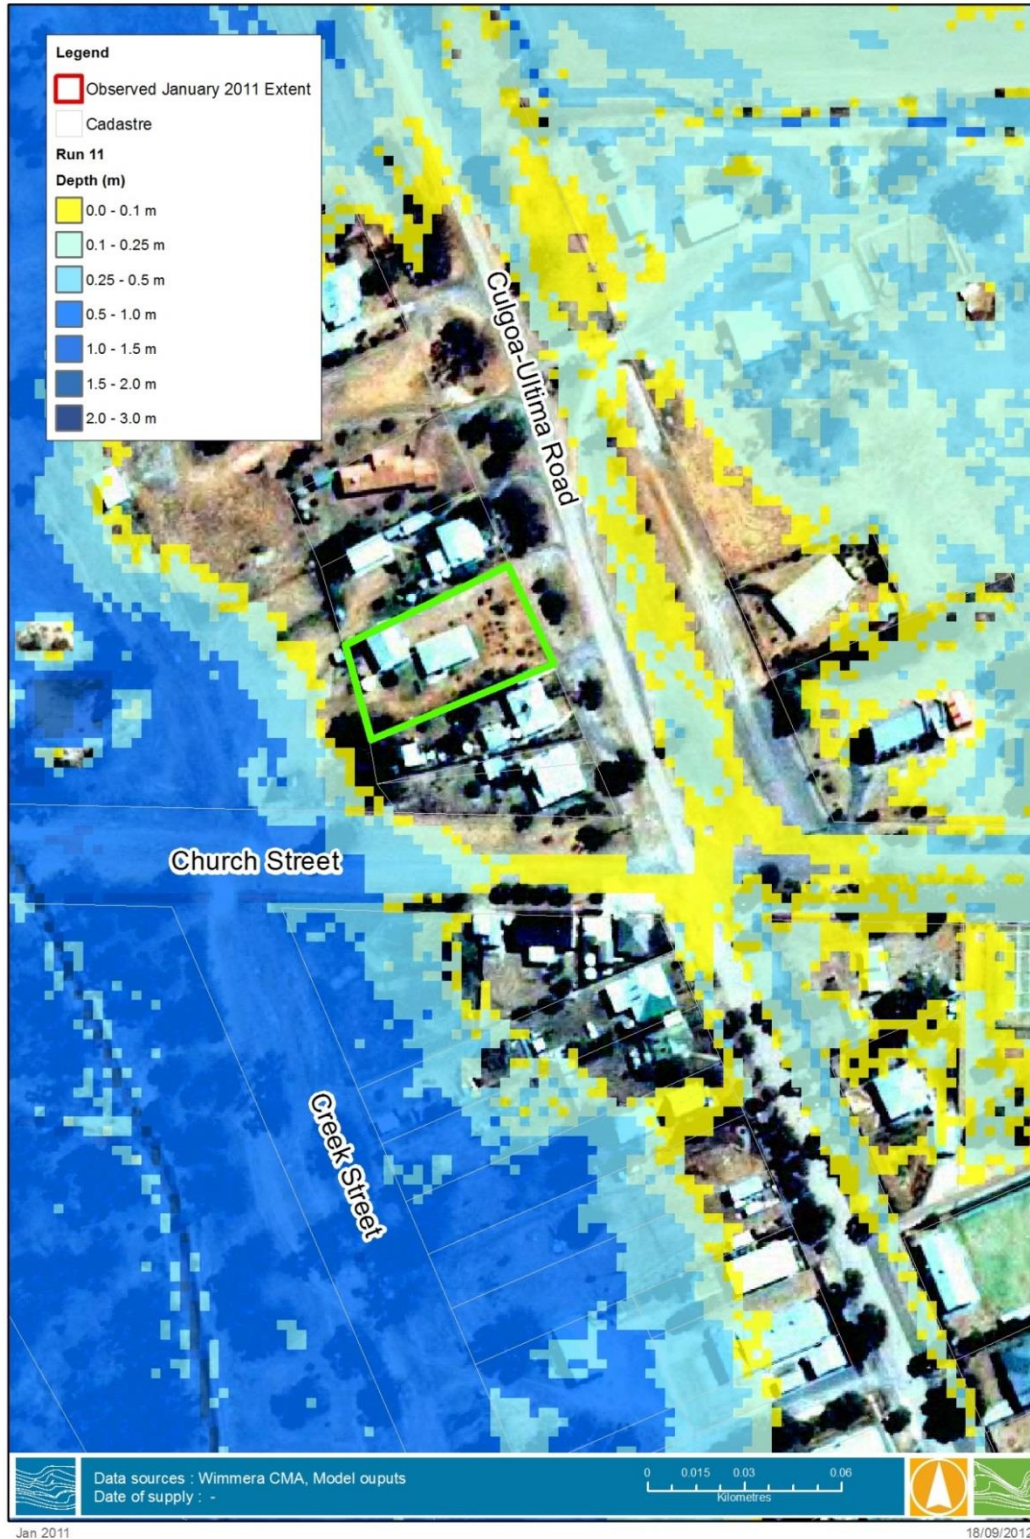 Legend
Observed January 2011 Extent
Cadastre
Run 11
Depth (m)
0.0 - 0.1 m
0.1 - 0.25 m
0.25 - 0.5 m
0.5 - 1.0 m
1.0 - 1.5 m
1.5 - 2.0 m
2.0 - 3.0 m
Culgoa-Ultima Road
Church Street
Creek Street
Data sources : Wimmera CMA, Model ouputs
Date of supply : -
0 0.015 0.03 0.06
Kilometres
Jan 2011
18/09/2012